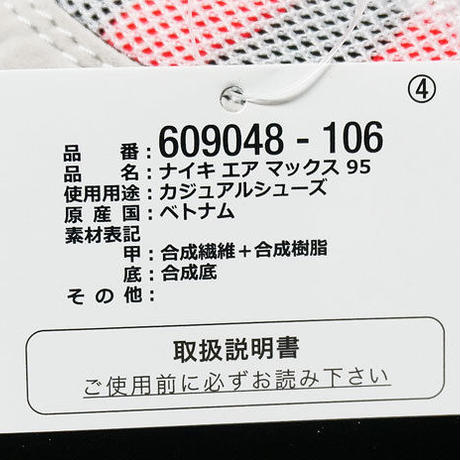 ④
品番:609048 - 106
品名:ナイキ エア マックス 95
使用用途:カジュアルシューズ
原産国:ベトナム
素材表記
甲:合成繊維+合成樹脂
底:合成底
その他:
取扱説明書
ご使用前に必ずお読み下さい